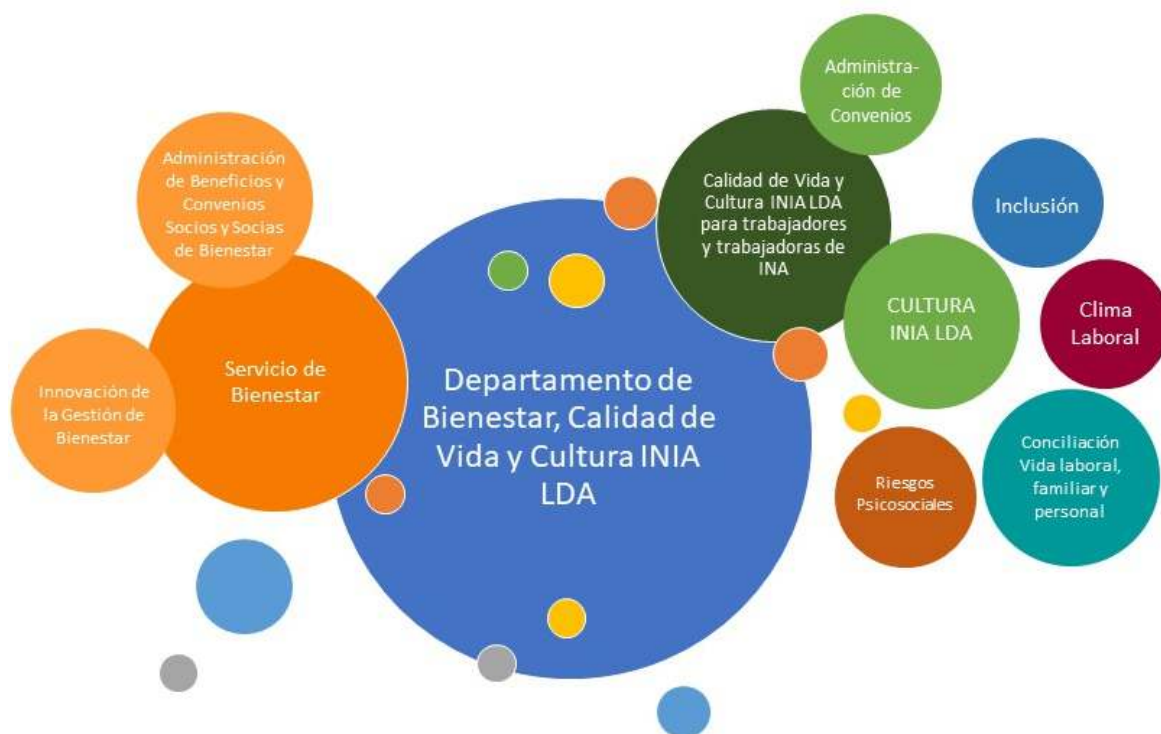 Administra-
ción de
Convenios
Administración
de Beneficios y
Convenios
Socios y Socias
de Bienestar
Calidad de Vida y
Cultura INIA LDA
para trabajadores
y trabajadoras de
INA
Inclusión
CULTURA
INIA LDA
Clima
Laboral
Servicio de
Bienestar
Innovación de
la Gestión de
Bienestar
Departamento de
Bienestar, Calidad de
Vida y Cultura INIA
LDA
Riesgos
Psicosociales
Conciliación
Vida laboral,
familiar y
personal